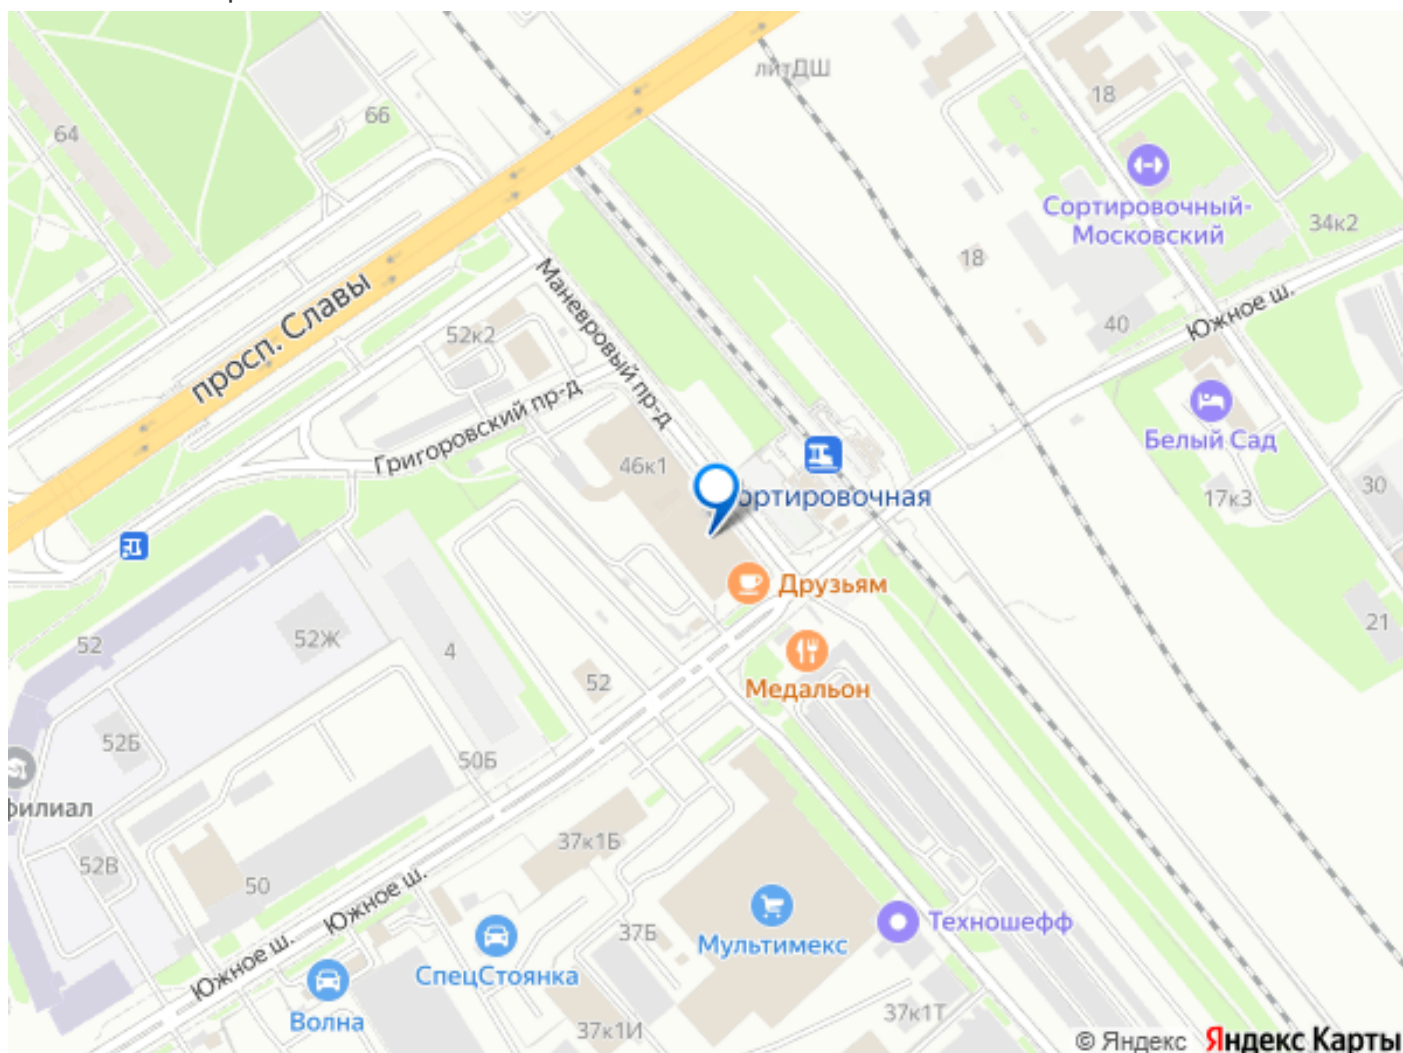 литДШ
18
66
64
Сортировочный-
Московский
34к2
18
просп. Славы
Маневровый пр-д
52к2
40
Южное ш.
Григоровский пр-д
46к1
Белый Сад
17к3
30
ортировочная
Друзьям
21
52
52Ж
4
52
Медальон
52Б
50Б
филиал
37к1Б
52В
50
Южное ш.
Южное ш.
37Б
Мультимекс
Техношефф
СпецСтоянка
Волна
37к1И
37к1Т
© Яндекс Яндекс Карты